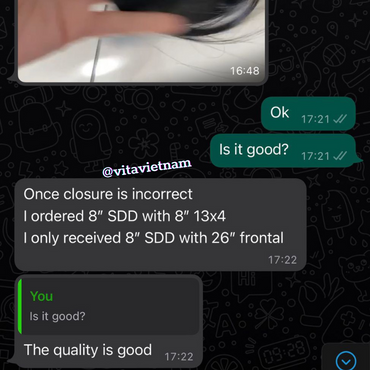 16:48
Ok 17:21
Is it good? 17:21
@vitavietnam
Once closure is incorrect
I ordered 8” SDD with 8” 13x4
I only received 8” SDD with 26” frontal
17:22
You
Is it good?
The quality is good 17:22